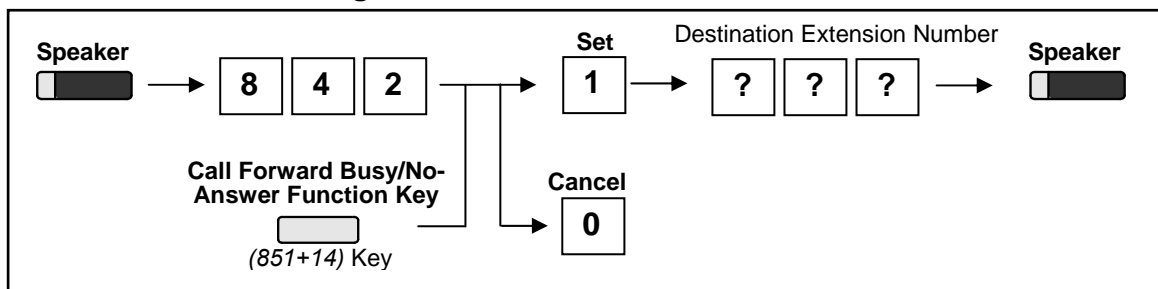 Speaker
8 4 2
Set
1
Destination Extension Number
? ? ?
Speaker
Call Forward Busy/No-
Answer Function Key
(851+14) Key
Cancel
0